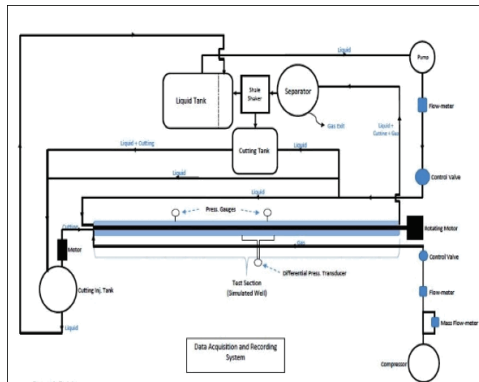 Liquid
Pump
Liquid Tank
Shale
Shaker
Separator
Flow-meter
Gas Exit
Liquid +
Cutting + Gas
Liquid + Cutting
Cutting Tank
Liquid
Liquid
Control Valve
Liquid
Press. Gauges
Cutting
Rotating Motor
Motor
Gas
Control Valve
Differential Press. Transducer
Test Section
(Simulated Well)
Cutting Inj. Tank
Flow-meter
Liquid
Mass Flow-meter
Data Acquisition and Recording
System
Compressor